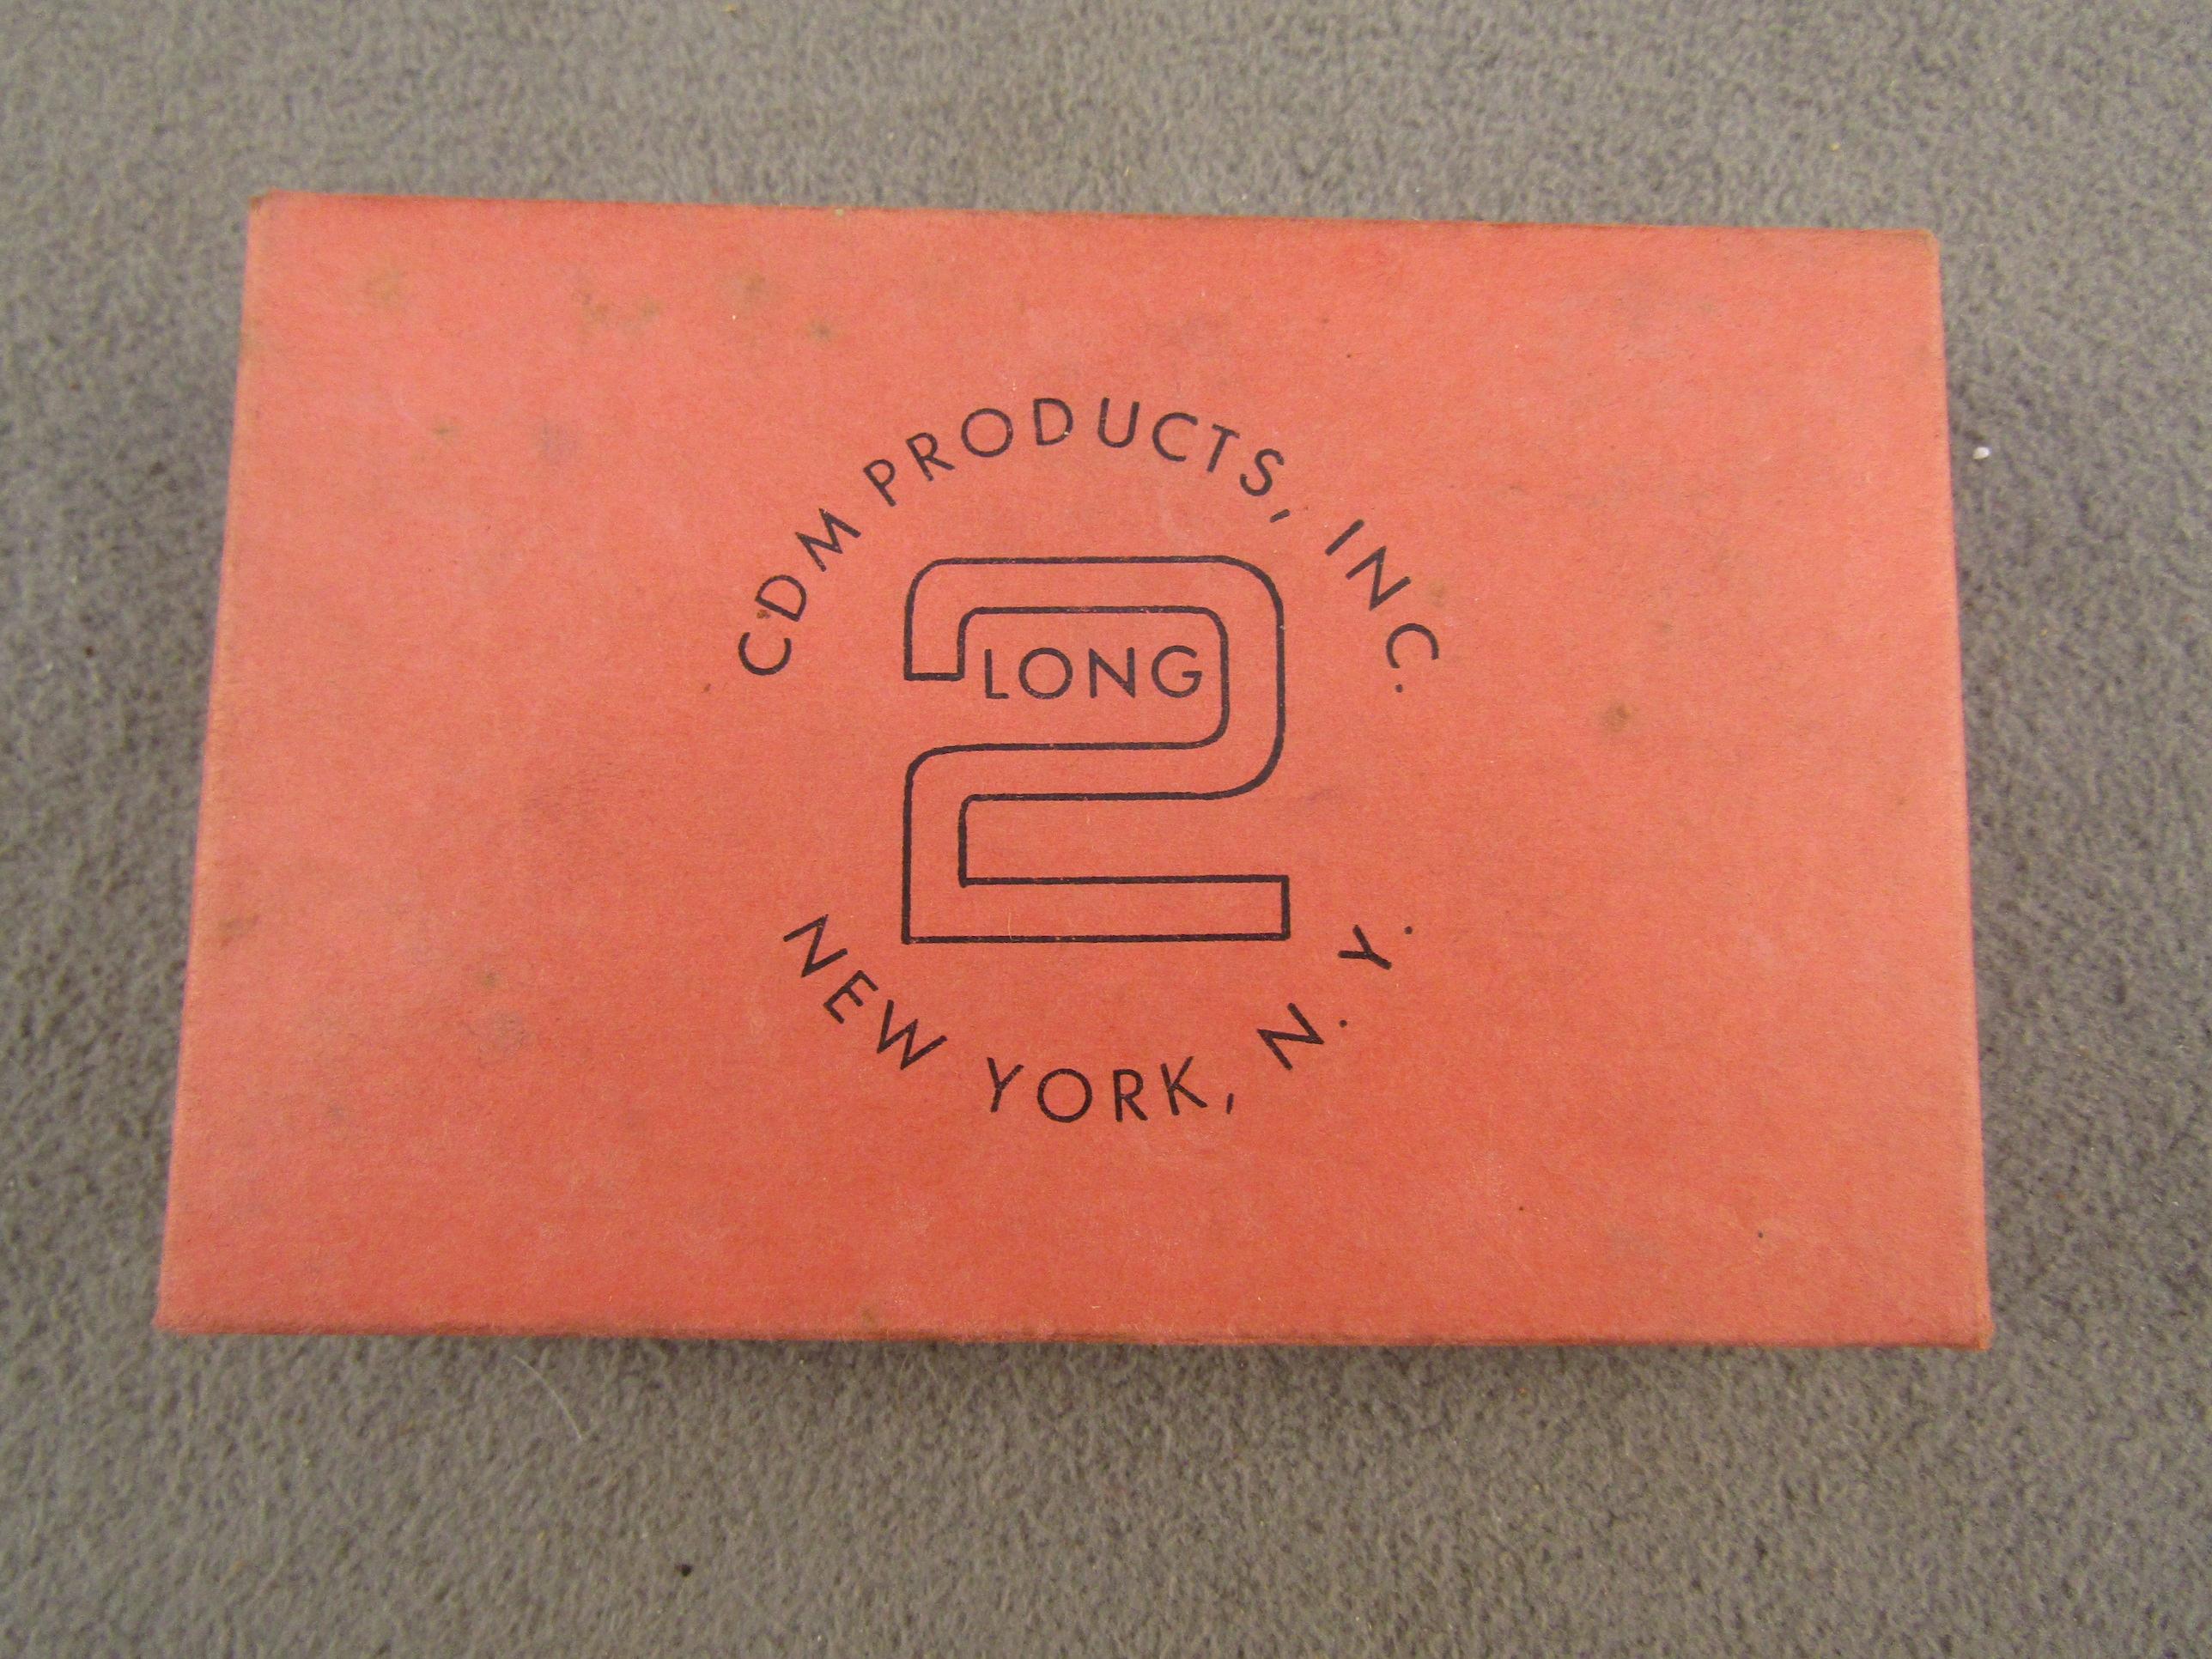 CDM PRODUCTS, INC.
2
LONG
NEW YORK, N.Y.